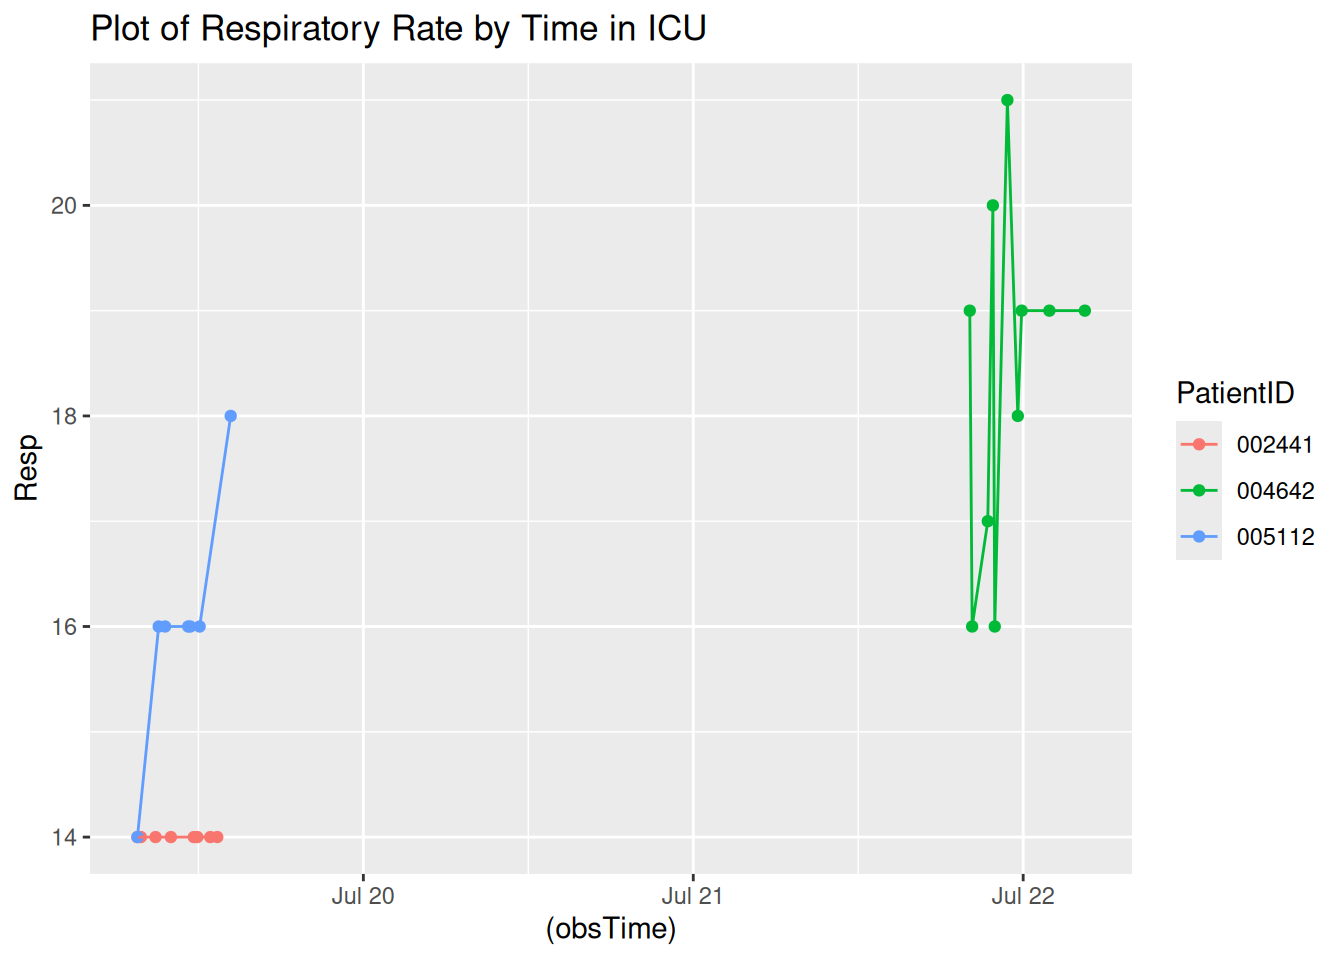 Plot of Respiratory Rate by Time in ICU
Resp
20
18
16
14
Jul 20
Jul 21
Jul 22
(obsTime)
PatientID
002441
004642
005112